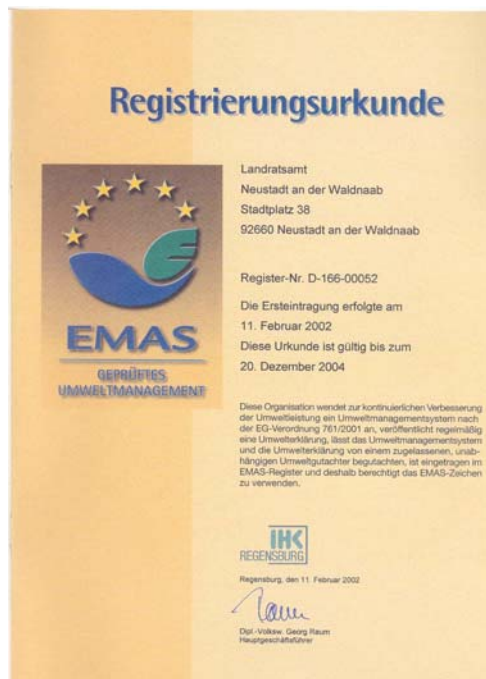 Registrierungsurkunde
Landratsamt
Neustadt an der Waldnaab
Stadtplatz 38
92660 Neustadt an der Waldnaab
Register-Nr. D-166-00052
Die Ersteintragung erfolgte am
11. Februar 2002
Diese Urkunde ist gültig bis zum
20. Dezember 2004
EMAS
GEPRÜFTES
UMWELTMANAGEMENT
Diese Organisation wendet zur kontinuierlichen Verbesserung
der Umweltleistung ein Umweltmanagementsystem nach
der EG-Verordnung 761/2001 an, veröffentlicht regelmäßig
eine Umwelterklärung, lässt das Umweltmanagementsystem
und die Umwelterklärung von einem zugelassenen, unab-
hängigen Umweltgutachter begutachten, ist eingetragen im
EMAS-Register und deshalb berechtigt das EMAS-Zeichen
zu verwenden.
IHK
REGENSBURG
Regensburg, den 11. Februar 2002
Dipl.-Volksw. Georg Raum
Hauptgeschäftsführer